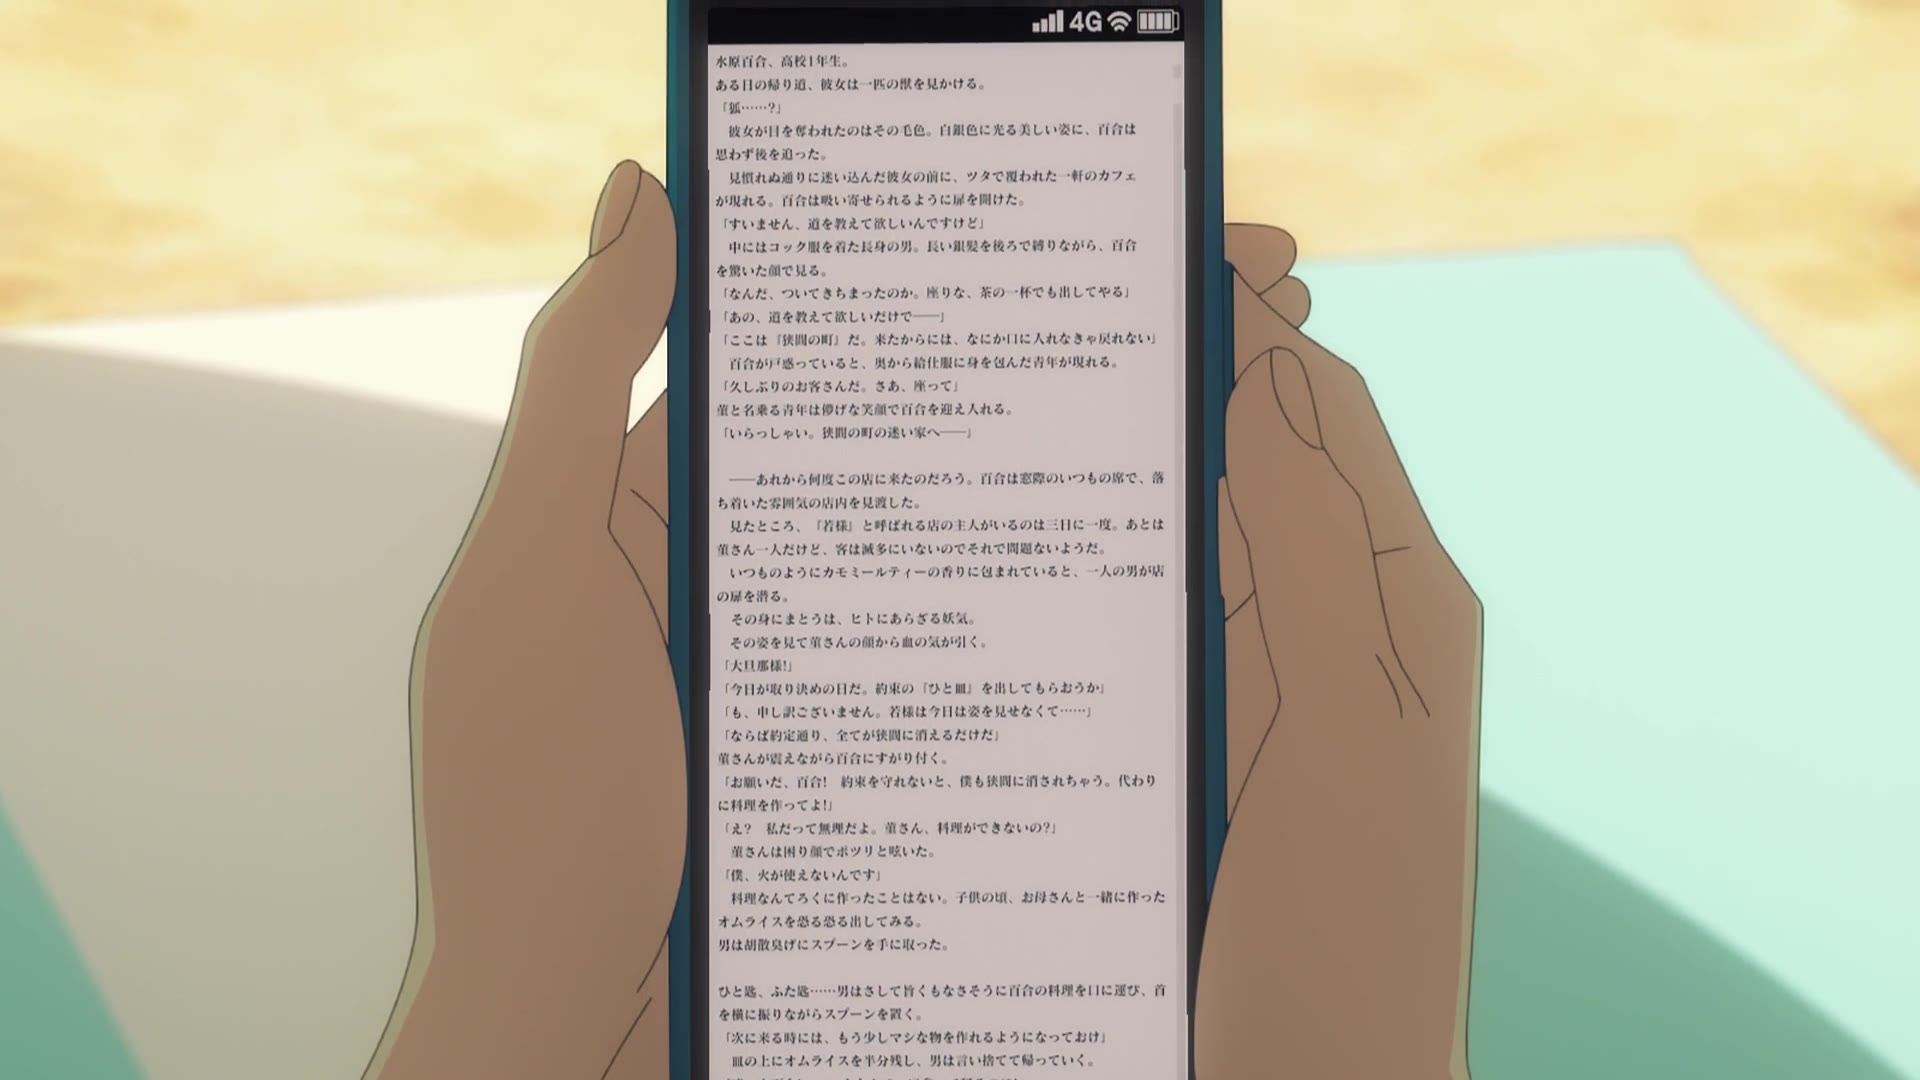 4G
水原百合、高校1年生。
ある日の帰り道、彼女は一匹の獣を見かける。
「狐……?」
　彼女が目を奪われたのはその毛色。白銀色に光る美しい姿に、百合は
思わず後を追った。
　見慣れぬ通りに迷い込んだ彼女の前に、ツタで覆われた一軒のカフェ
が現れる。百合は吸い寄せられるように扉を開けた。
「すいません、道を教えて欲しいんですけど」
　中にはコック服を着た長身の男。長い銀髪を後ろで縛りながら、百合
を驚いた顔で見る。
「なんだ、ついてきちまったのか。座りな、茶の一杯でも出してやる」
「あの、道を教えて欲しいだけで──」
「ここは『狭間の町』だ。来たからには、なにか口に入れなきゃ戻れない」
　百合が戸惑っていると、奥から給仕服に身を包んだ青年が現れる。
「久しぶりのお客さんだ。さあ、座って」
菫と名乗る青年は儚げな笑顔で百合を迎え入れる。
「いらっしゃい。狭間の町の迷い家へ──」
　──あれから何度この店に来たのだろう。百合は窓際のいつもの席で、落
ち着いた雰囲気の店内を見渡した。
　見たところ、『若様』と呼ばれる店の主人がいるのは三日に一度。あとは
菫さん一人だけど、客は滅多にいないのでそれで問題ないようだ。
　いつものようにカモミールティーの香りに包まれていると、一人の男が店
の扉を潜る。
　その身にまとうは、ヒトにあらざる妖気。
　その姿を見て菫さんの顔から血の気が引く。
「大旦那様!」
「今日が取り決めの日だ。約束の『ひと皿』を出してもらおうか」
「も、申し訳ございません。若様は今日は姿を見せなくて……」
「ならば約定通り、全てが狭間に消えるだけだ」
菫さんが震えながら百合にすがり付く。
「お願いだ、百合!　約束を守れないと、僕も狭間に消されちゃう。代わり
に料理を作ってよ!」
「え?　私だって無理だよ。菫さん、料理ができないの?」
　菫さんは困り顔でポツリと呟いた。
「僕、火が使えないんです」
　料理なんてろくに作ったことはない。子供の頃、お母さんと一緒に作った
オムライスを恐る恐る出してみる。
男は胡散臭げにスプーンを手に取った。
ひと匙、ふた匙……男はさして旨くもなさそうに百合の料理を口に運び、首
を横に振りながらスプーンを置く。
「次に来る時には、もう少しマシな物を作れるようになっておけ」
　皿の上にオムライスを半分残し、男は言い捨てて帰っていく。